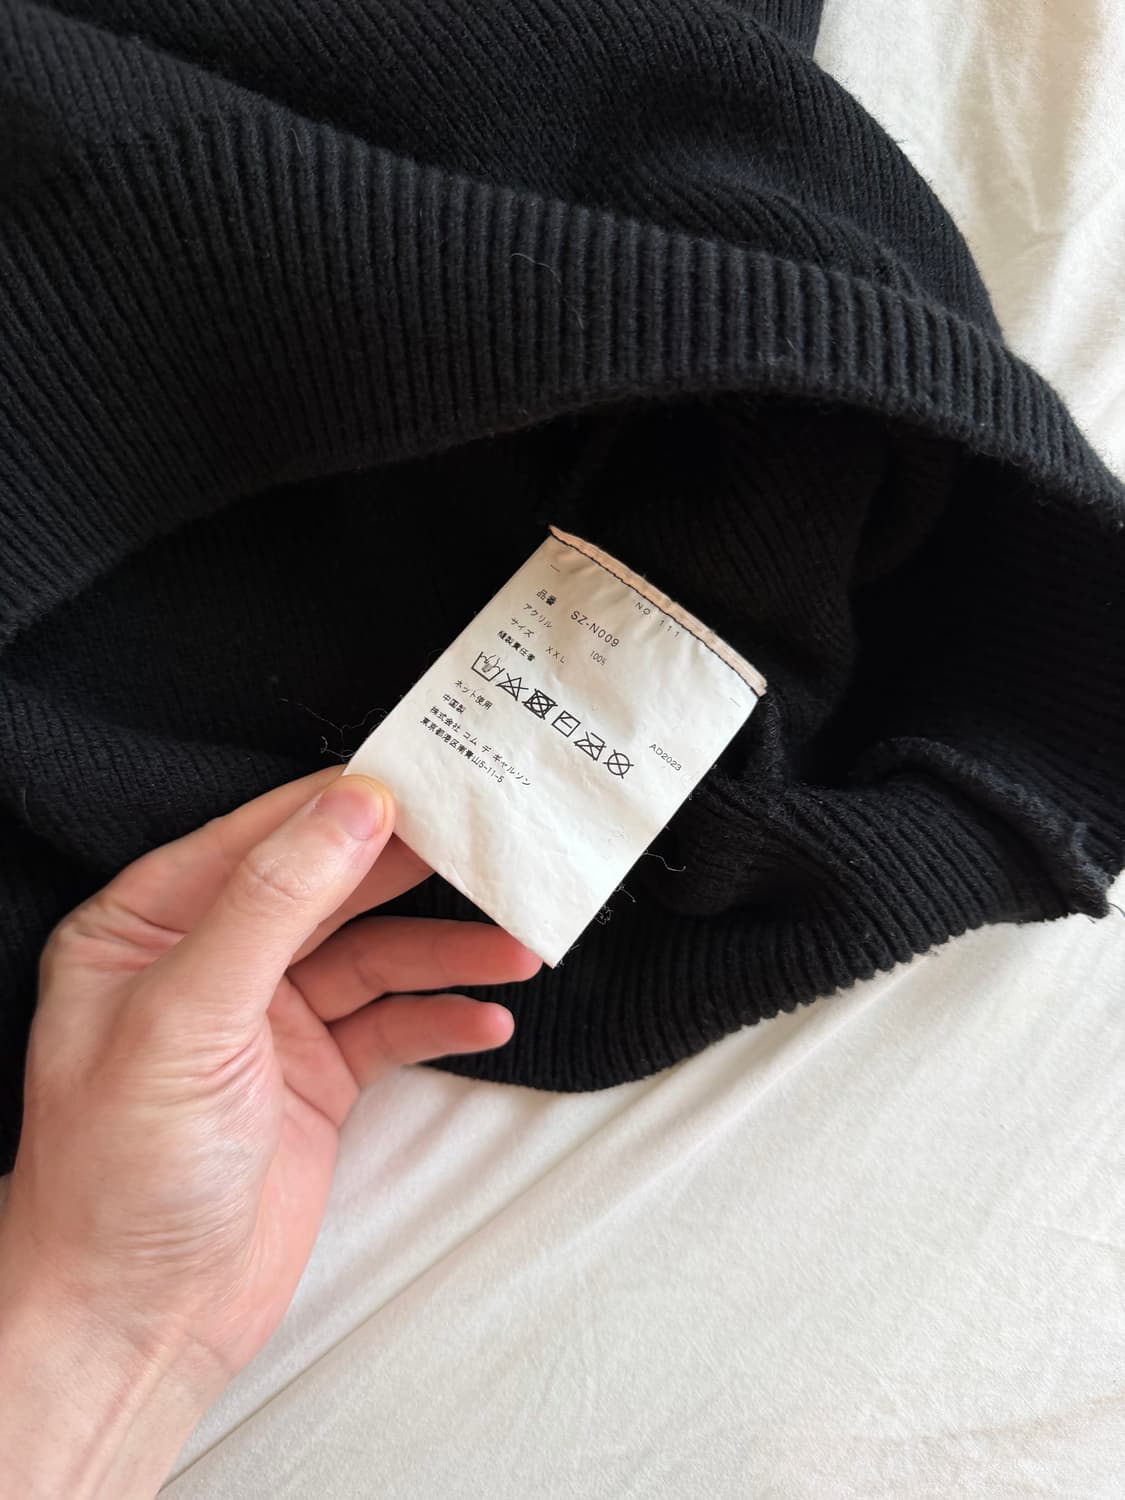 NO 111
品番 SZ-N009
アクリル 100%
サイズ XXL
縫製責任者
ネット使用
中国製
株式会社 コム デ ギャルソン
東京都港区南青山5-11-5
AD2023